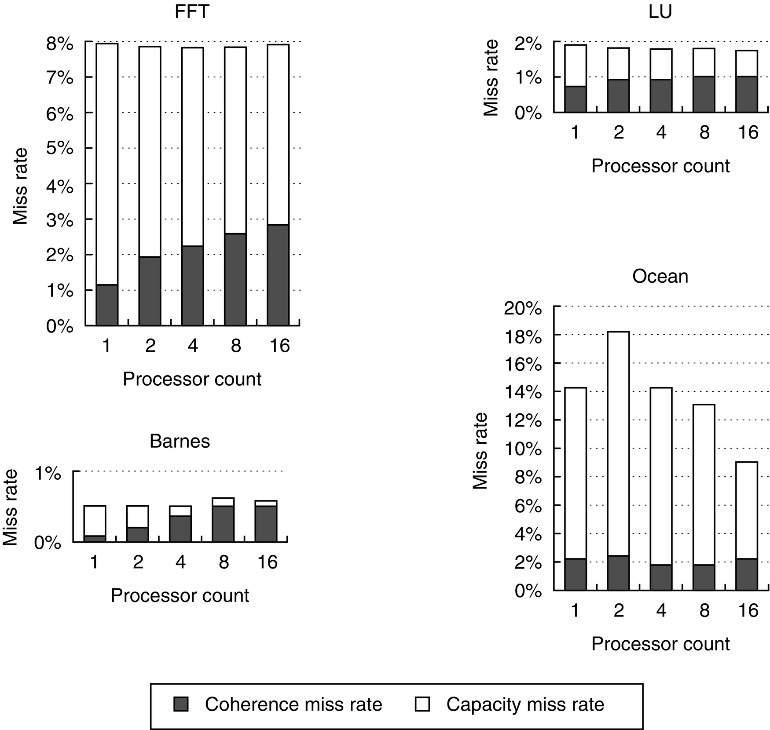 FFT
8%
7%
6%
5%
4%
3%
2%
1%
0%
Miss rate
1 2 4 8 16
Processor count
LU
2%
1%
0%
Miss rate
1 2 4 8 16
Processor count
Barnes
1%
0%
Miss rate
1 2 4 8 16
Processor count
Ocean
20%
18%
16%
14%
12%
10%
8%
6%
4%
2%
0%
Miss rate
1 2 4 8 16
Processor count
Coherence miss rate Capacity miss rate